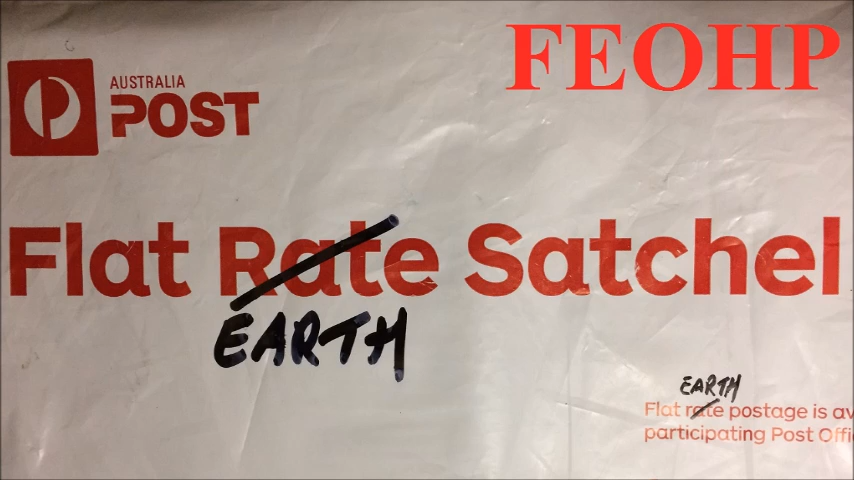 FEOHP
AUSTRALIA
POST
Flat Rate Satchel
EARTH
EARTH
Flat rate postage is av
participating Post Offi